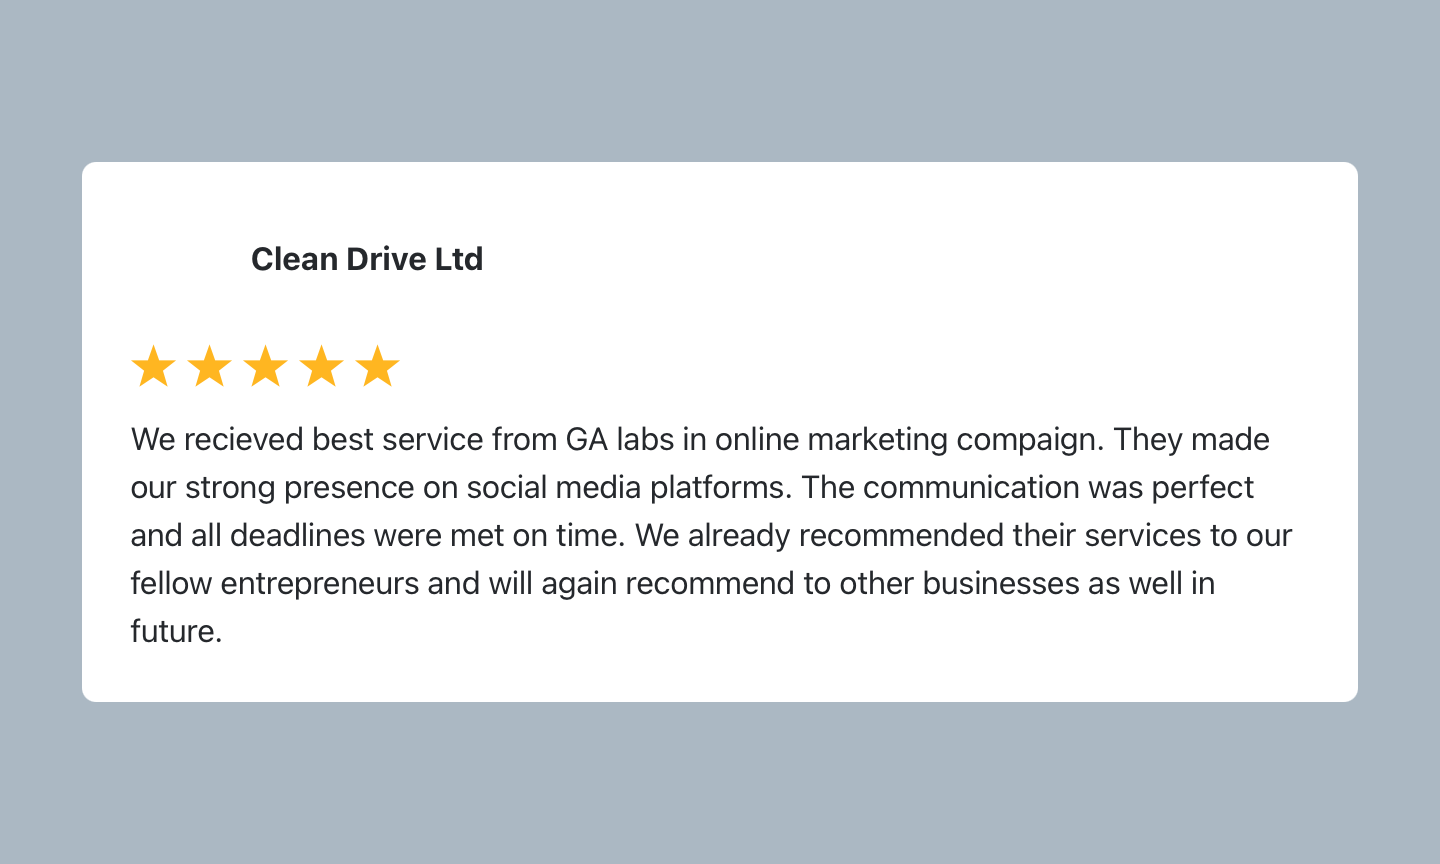 Clean Drive Ltd
We recieved best service from GA labs in online marketing compaign. They made
our strong presence on social media platforms. The communication was perfect
and all deadlines were met on time. We already recommended their services to our
fellow entrepreneurs and will again recommend to other businesses as well in
future.